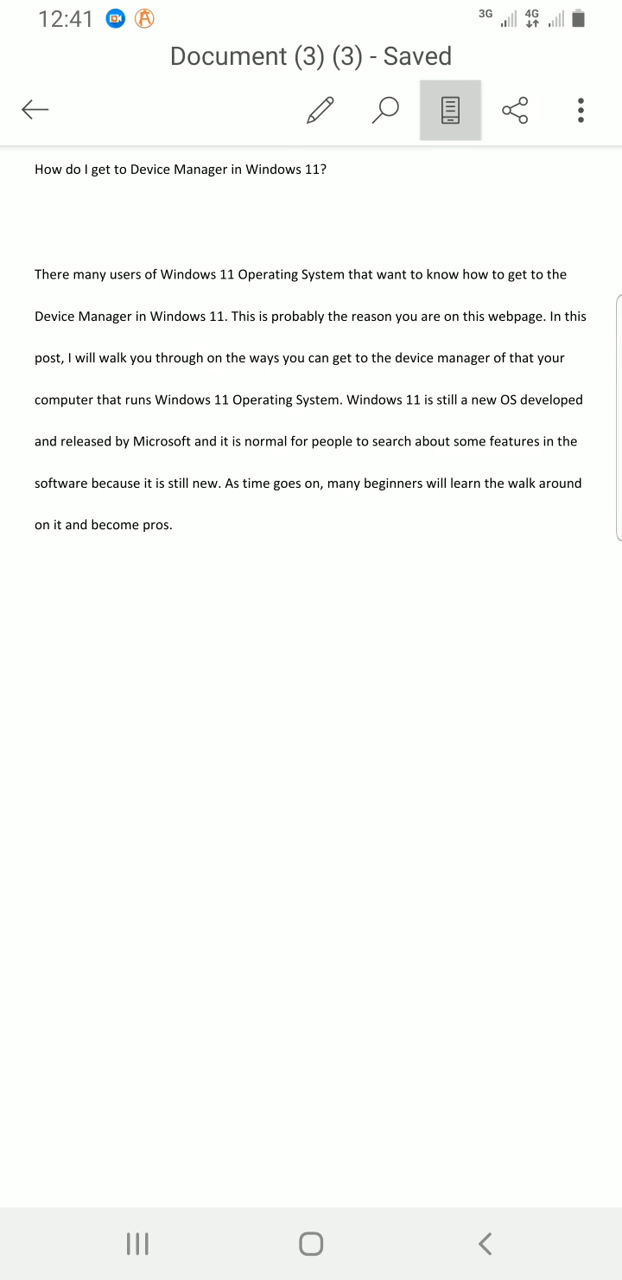 12:41 3G 4G
Document (3) (3) - Saved
How do I get to Device Manager in Windows 11?
There many users of Windows 11 Operating System that want to know how to get to the
Device Manager in Windows 11. This is probably the reason you are on this webpage. In this
post, I will walk you through on the ways you can get to the device manager of that your
computer that runs Windows 11 Operating System. Windows 11 is still a new OS developed
and released by Microsoft and it is normal for people to search about some features in the
software because it is still new. As time goes on, many beginners will learn the walk around
on it and become pros.